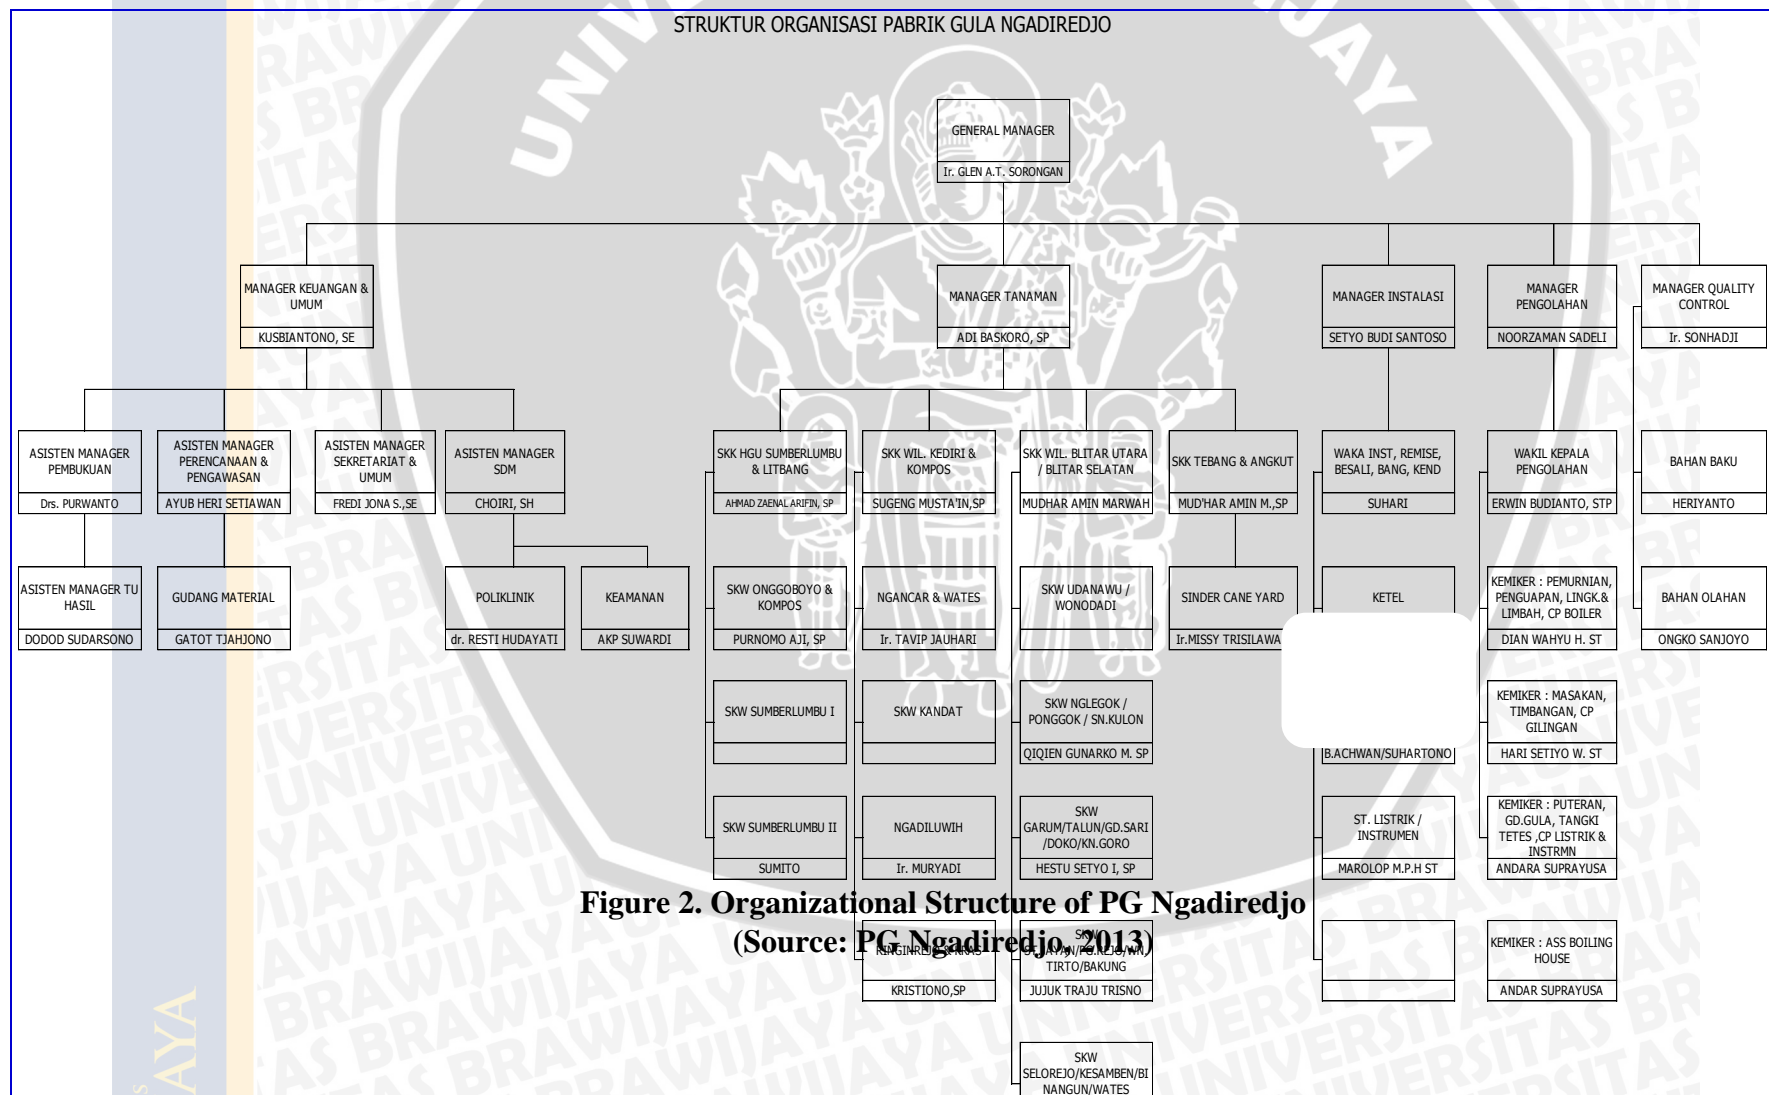 STRUKTUR ORGANISASI PABRIK GULA NGADIREDJO
GENERAL MANAGER
Ir. GLEN A.T. SORONGAN
MANAGER KEUANGAN &
UMUM
KUSBIANTONO, SE
MANAGER TANAMAN
ADI BASKORO, SP
MANAGER INSTALASI
SETYO BUDI SANTOSO
MANAGER
PENGOLAHAN
NOORZAMAN SADELI
MANAGER QUALITY
CONTROL
Ir. SONHADJI
ASISTEN MANAGER
PEMBUKUAN
Drs. PURWANTO
ASISTEN MANAGER
PERENCANAAN &
PENGAWASAN
AYUB HERI SETIAWAN
ASISTEN MANAGER
SEKRETARIAT &
UMUM
FREDI JONA S.,SE
ASISTEN MANAGER
SDM
CHOIRI, SH
SKK HGU SUMBERLUMBU
& LITBANG
AHMAD ZAENAL ARIFIN, SP
SKK WIL. KEDIRI &
KOMPOS
SUGENG MUSTA'IN,SP
SKK WIL. BLITAR UTARA
/ BLITAR SELATAN
MUDHAR AMIN MARWAH
SKK TEBANG & ANGKUT
MUD'HAR AMIN M.,SP
WAKA INST, REMISE,
BESALI, BANG, KEND
SUHARI
WAKIL KEPALA
PENGOLAHAN
ERWIN BUDIANTO, STP
BAHAN BAKU
HERIYANTO
ASISTEN MANAGER TU
HASIL
DODOD SUDARSONO
GUDANG MATERIAL
GATOT TJAHJONO
POLIKLINIK
dr. RESTI HUDAYATI
KEAMANAN
AKP SUWARDI
SKW ONGGOBOYO &
KOMPOS
PURNOMO AJI, SP
NGANCAR & WATES
Ir. TAVIP JAUHARI
SKW UDANAWU /
WONODADI
SINDER CANE YARD
Ir.MISSY TRISILAWA
KETEL
KEMIKER : PEMURNIAN,
PENGUAPAN, LINGK.&
LIMBAH, CP BOILER
DIAN WAHYU H. ST
BAHAN OLAHAN
ONGKO SANJOYO
SKW SUMBERLUMBU I
SKW KANDAT
SKW NGLEGOK /
PONGGOK / SN.KULON
QIQIEN GUNARKO M. SP
B.ACHWAN/SUHARTONO
KEMIKER : MASAKAN,
TIMBANGAN, CP
GILINGAN
HARI SETIYO W. ST
SKW SUMBERLUMBU II
SUMITO
NGADILUWIH
Ir. MURYADI
SKW
GARUM/TALUN/GD.SARI
/DOKO/KN.GORO
HESTU SETYO I, SP
ST. LISTRIK /
INSTRUMEN
MAROLOP M.P.H ST
KEMIKER : PUTERAN,
GD.GULA, TANGKI
TETES ,CP LISTRIK &
INSTRMN
ANDARA SUPRAYUSA
Figure 2. Organizational Structure of PG Ngadiredjo
(Source: PG Ngadiredjo, 2013)
RINGINREJO & KRAS
KRISTIONO,SP
SKW
TIRTO/BAKUNG
JUJUK TRAJU TRISNO
KEMIKER : ASS BOILING
HOUSE
ANDAR SUPRAYUSA
SKW
SELOREJO/KESAMBEN/BI
NANGUN/WATES